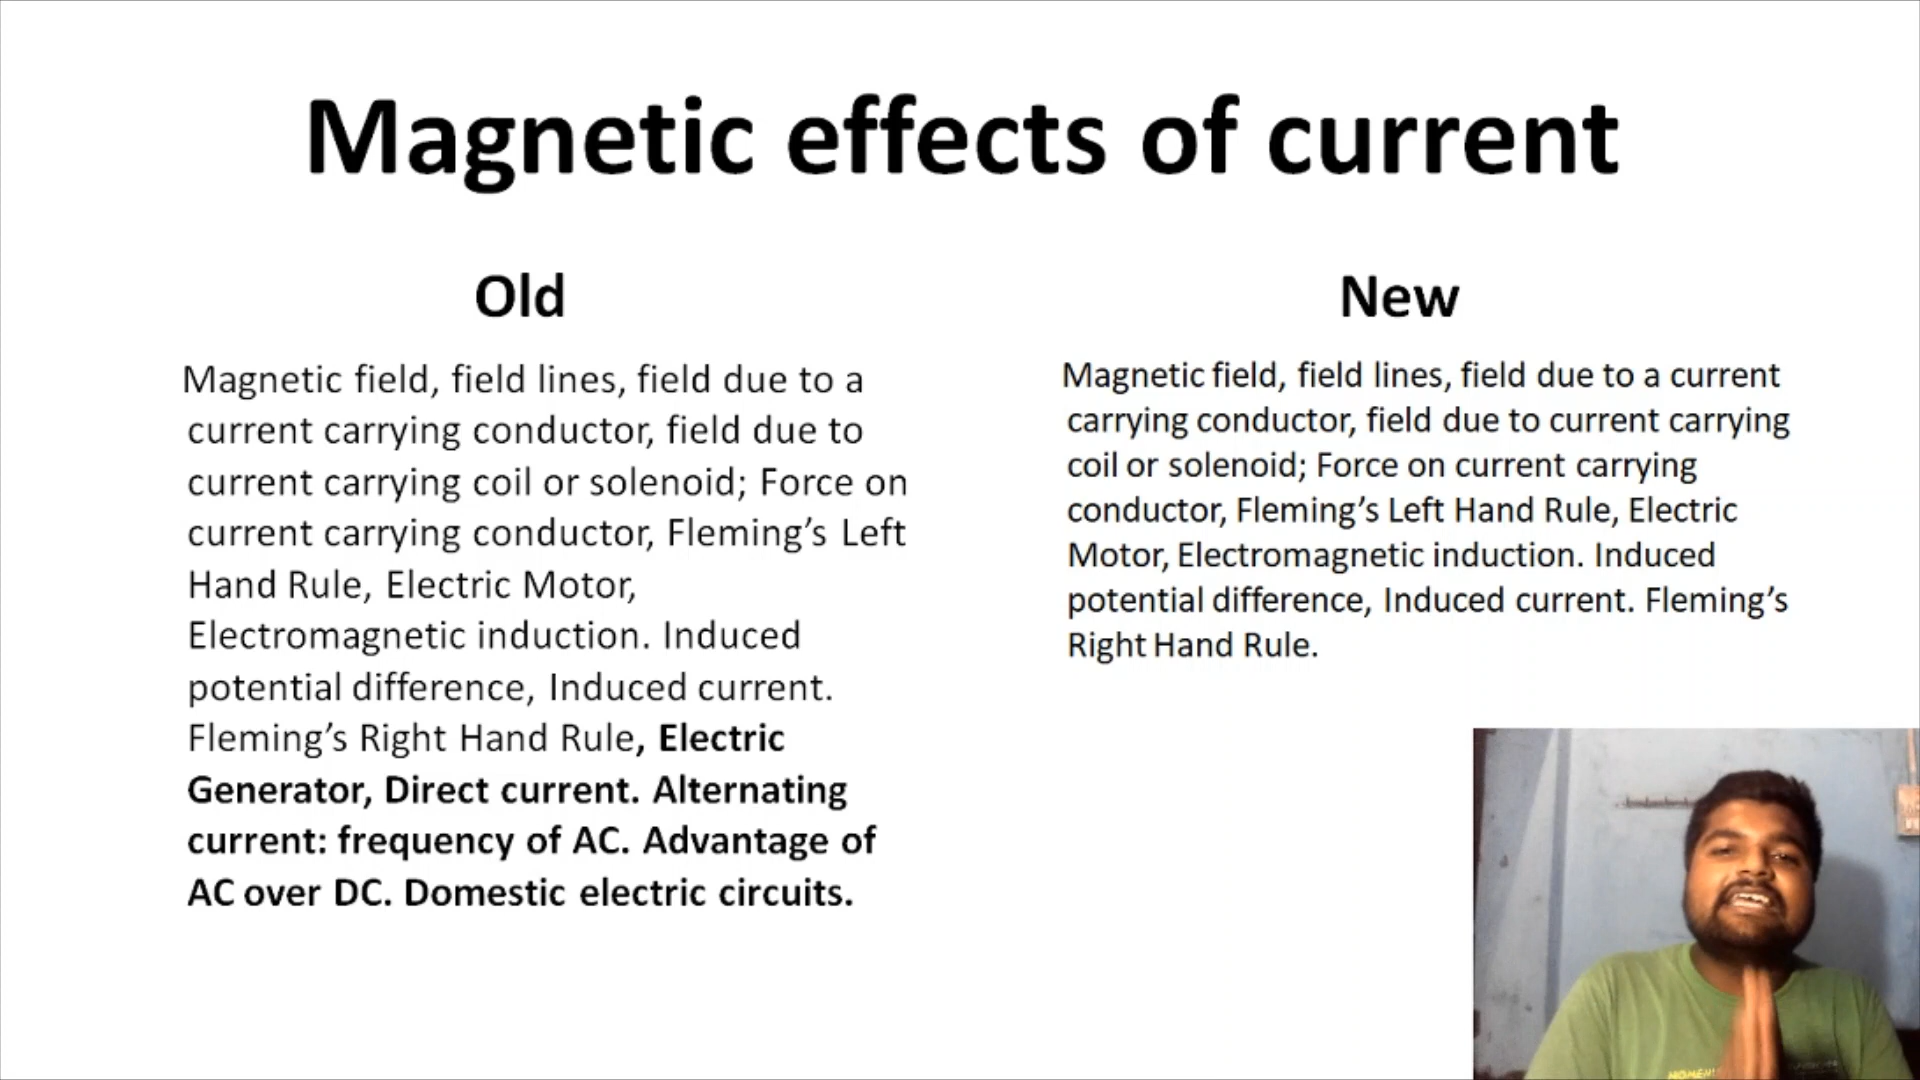 Magnetic effects of current
Old
Magnetic field, field lines, field due to a
current carrying conductor, field due to
current carrying coil or solenoid; Force on
current carrying conductor, Fleming’s Left
Hand Rule, Electric Motor,
Electromagnetic induction. Induced
potential difference, Induced current.
Fleming’s Right Hand Rule, Electric
Generator, Direct current. Alternating
current: frequency of AC. Advantage of
AC over DC. Domestic electric circuits.
New
Magnetic field, field lines, field due to a current
carrying conductor, field due to current carrying
coil or solenoid; Force on current carrying
conductor, Fleming’s Left Hand Rule, Electric
Motor, Electromagnetic induction. Induced
potential difference, Induced current. Fleming’s
Right Hand Rule.